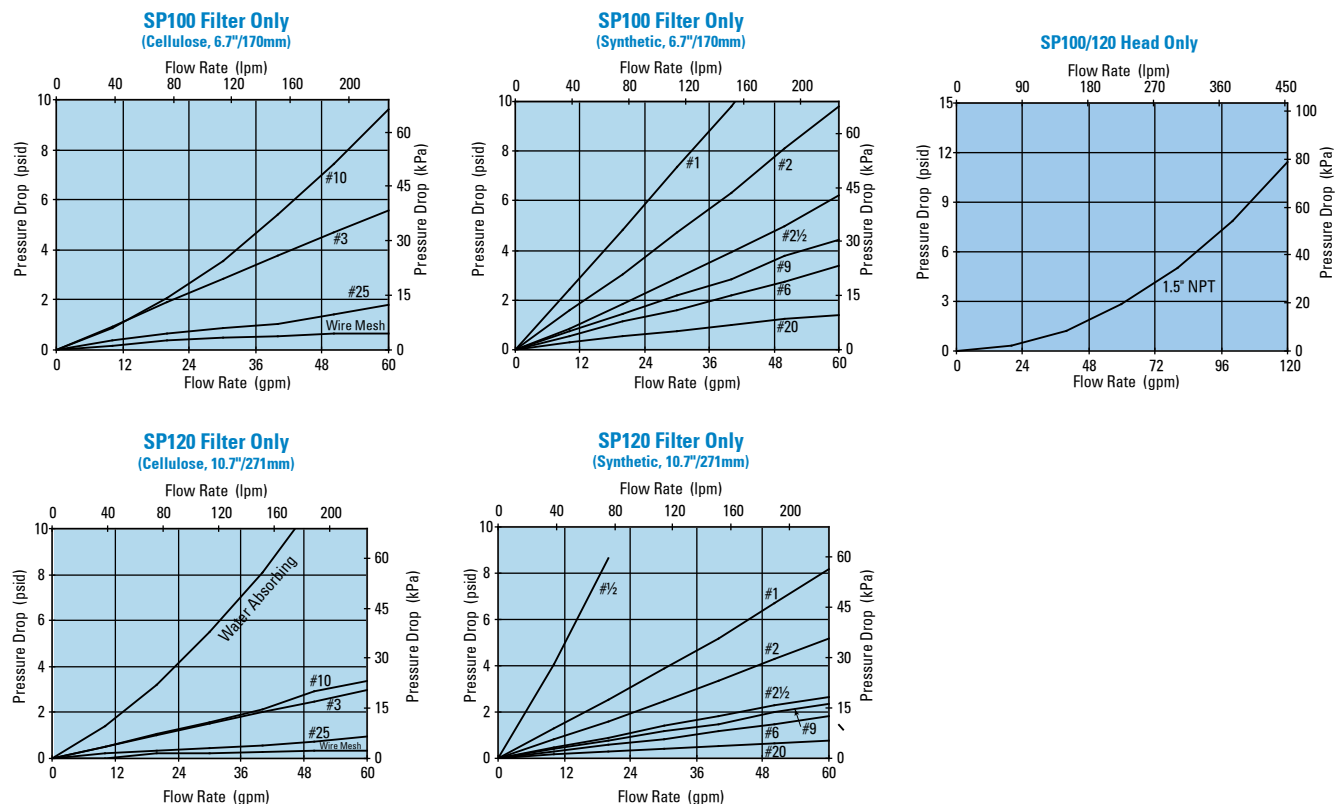 SP100 Filter Only
(Cellulose, 6.7"/170mm)
Flow Rate (lpm)
0 40 80 120 160 200
10
8
6
4
2
0
Pressure Drop (psid)
60
45
30
15
0
Pressure Drop (kPa)
#10
#3
#25
Wire Mesh
0 12 24 36 48 60
Flow Rate (gpm)
SP100 Filter Only
(Synthetic, 6.7"/170mm)
Flow Rate (lpm)
0 40 80 120 160 200
10
8
6
4
2
0
Pressure Drop (psid)
60
45
30
15
0
Pressure Drop (kPa)
#1
#2
#2½
#9
#6
#20
0 12 24 36 48 60
Flow Rate (gpm)
SP100/120 Head Only
Flow Rate (lpm)
0 90 180 270 360 450
15
12
9
6
3
0
Pressure Drop (psid)
100
80
60
40
20
0
Pressure Drop (kPa)
1.5" NPT
0 24 48 72 96 120
Flow Rate (gpm)
SP120 Filter Only
(Cellulose, 10.7"/271mm)
Flow Rate (lpm)
0 40 80 120 160 200
10
8
6
4
2
0
Pressure Drop (psid)
60
45
30
15
0
Pressure Drop (kPa)
Water Absorbing
#10
#3
#25
Wire Mesh
0 12 24 36 48 60
Flow Rate (gpm)
SP120 Filter Only
(Synthetic, 10.7"/271mm)
Flow Rate (lpm)
0 40 80 120 160 200
10
8
6
4
2
0
Pressure Drop (psid)
60
45
30
15
0
Pressure Drop (kPa)
#½
#1
#2
#2½
#9
#6
#20
0 12 24 36 48 60
Flow Rate (gpm)